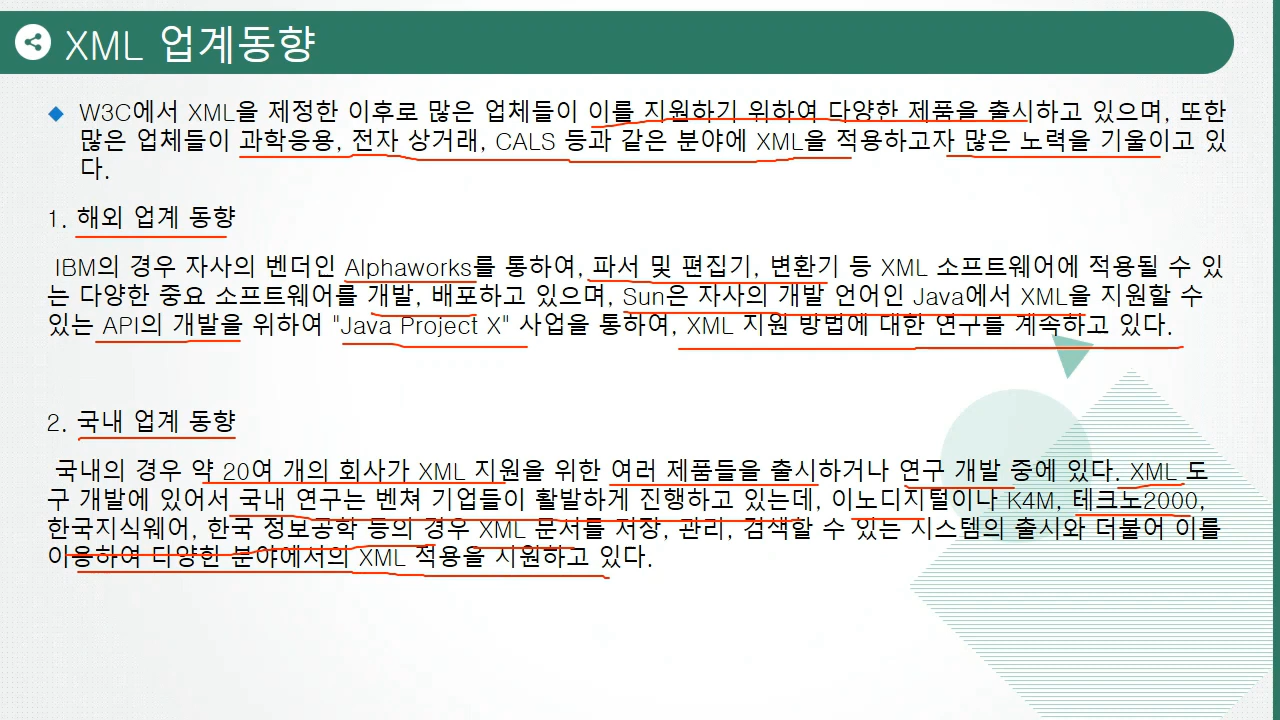 XML 업계동향
W3C에서 XML을 제정한 이후로 많은 업체들이 이를 지원하기 위하여 다양한 제품을 출시하고 있으며, 또한
많은 업체들이 과학응용, 전자 상거래, CALS 등과 같은 분야에 XML을 적용하고자 많은 노력을 기울이고 있
다.
1. 해외 업계 동향
IBM의 경우 자사의 벤더인 Alphaworks를 통하여, 파서 및 편집기, 변환기 등 XML 소프트웨어에 적용될 수 있
는 다양한 중요 소프트웨어를 개발, 배포하고 있으며, Sun은 자사의 개발 언어인 Java에서 XML을 지원할 수
있는 API의 개발을 위하여 "Java Project X" 사업을 통하여, XML 지원 방법에 대한 연구를 계속하고 있다.
2. 국내 업계 동향
국내의 경우 약 20여 개의 회사가 XML 지원을 위한 여러 제품들을 출시하거나 연구 개발 중에 있다. XML 도
구 개발에 있어서 국내 연구는 벤쳐 기업들이 활발하게 진행하고 있는데, 이노디지털이나 K4M, 테크노2000,
한국지식웨어, 한국 정보공학 등의 경우 XML 문서를 저장, 관리, 검색할 수 있는 시스템의 출시와 더불어 이를
이용하여 다양한 분야에서의 XML 적용을 지원하고 있다.